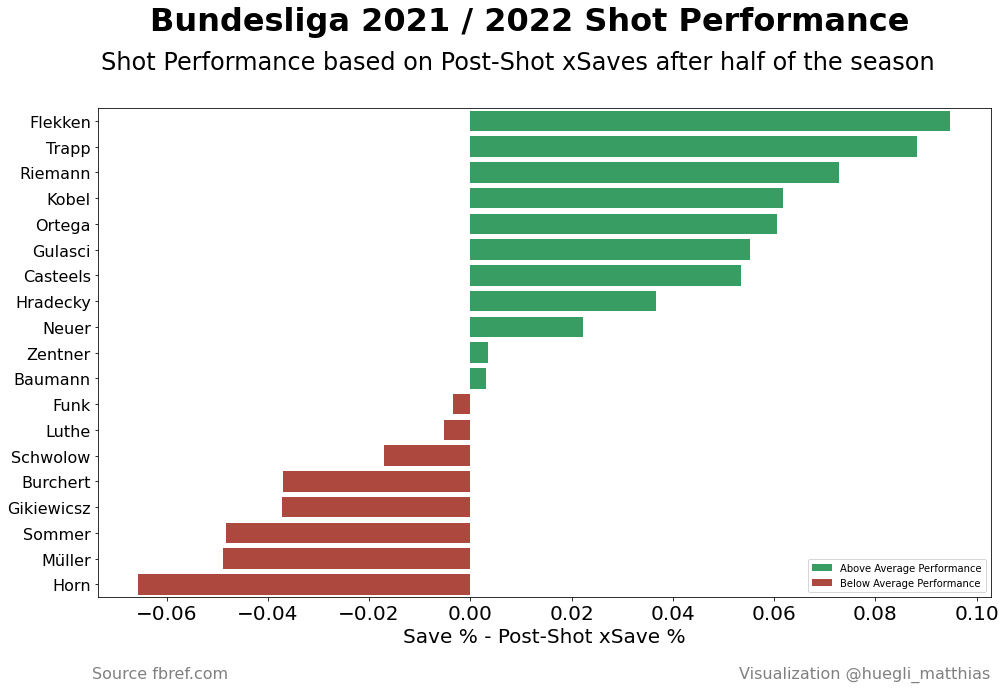 Bundesliga 2021 / 2022 Shot Performance
Shot Performance based on Post-Shot xSaves after half of the season
Flekken
Trapp
Riemann
Kobel
Ortega
Gulasci
Casteels
Hradecky
Neuer
Zentner
Baumann
Funk
Luthe
Schwolow
Burchert
Gikiewicsz
Sommer
Müller
Horn
Above Average Performance
Below Average Performance
−0.06 −0.04 −0.02 0.00 0.02 0.04 0.06 0.08 0.10
Save % - Post-Shot xSave %
Source fbref.com
Visualization @huegli_matthias